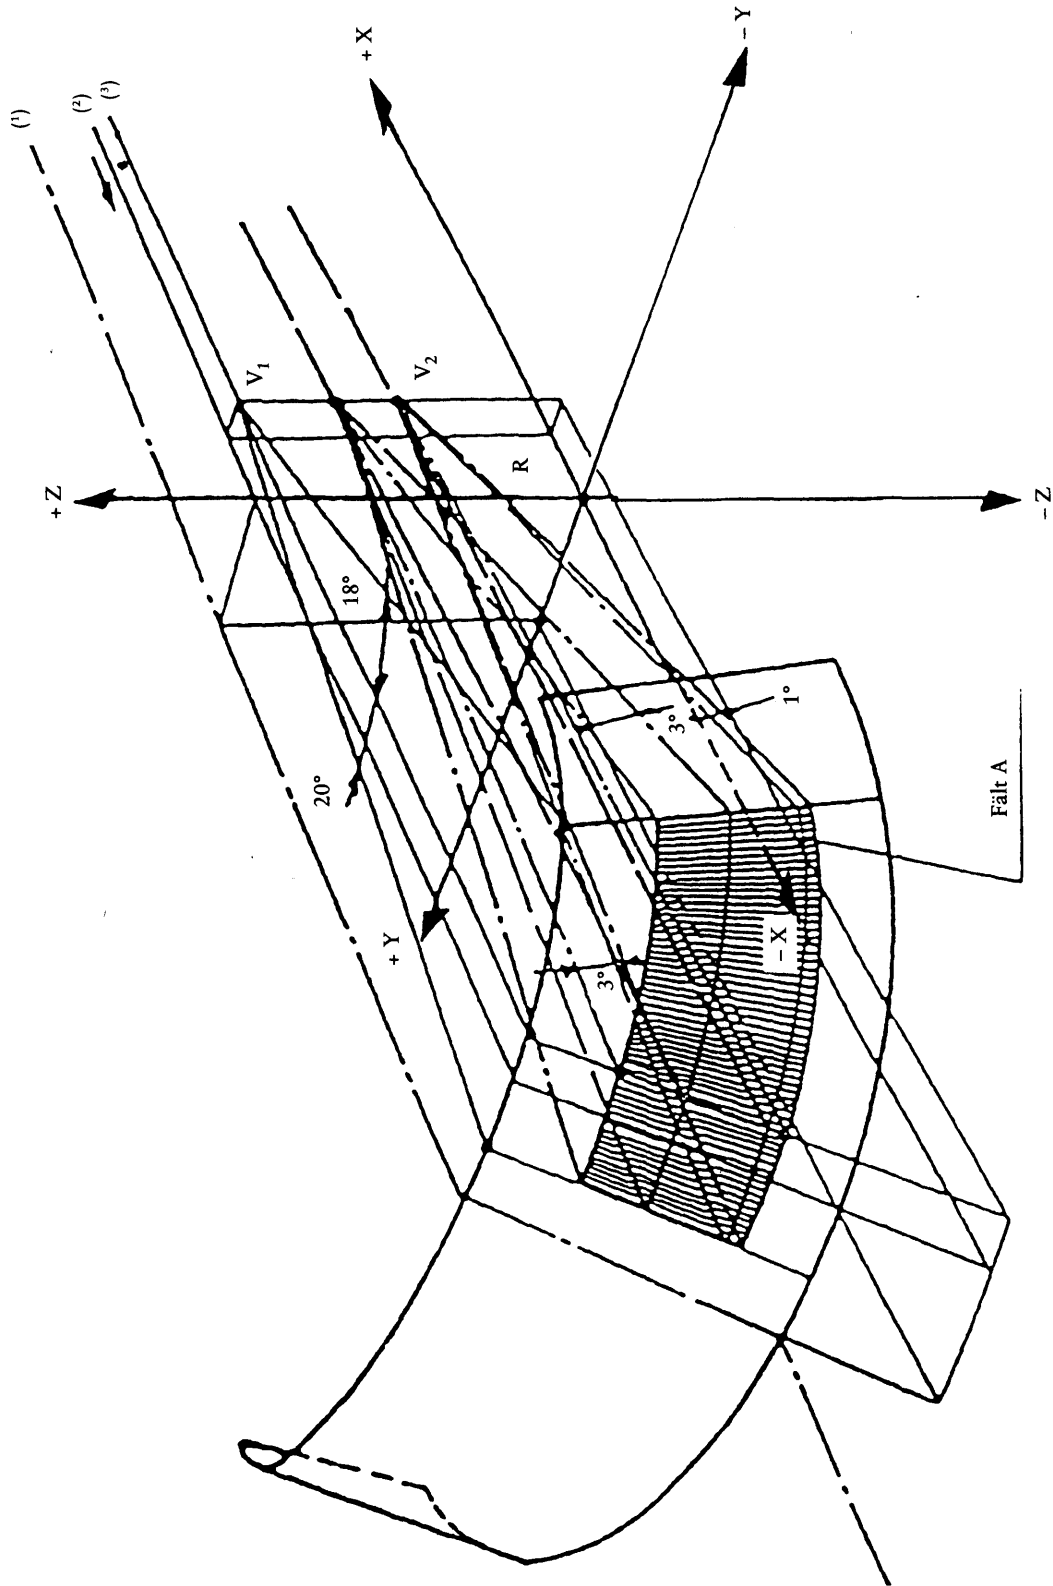 (¹)
(²)
(³)
+ X
– Y
+ Z
V₁
V₂
R
– Z
18°
20°
3°
1°
+ Y
3°
– X
Fält A